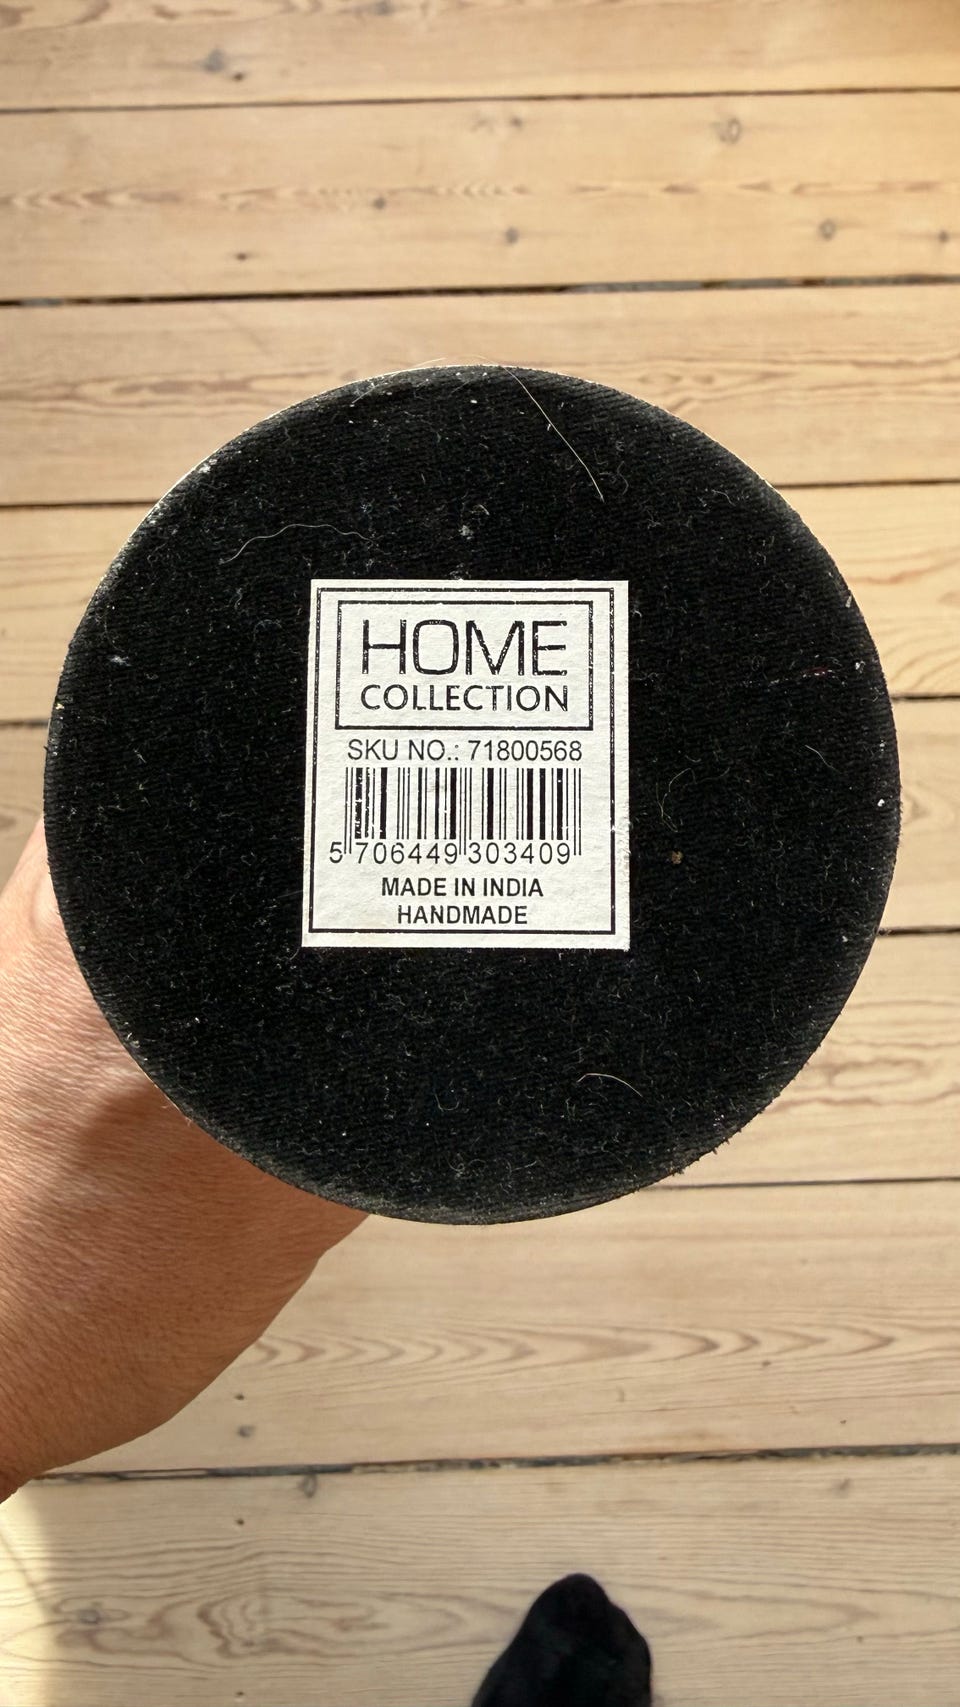 HOME
COLLECTION
SKU NO.: 71800568
5 706449 303409
MADE IN INDIA
HANDMADE